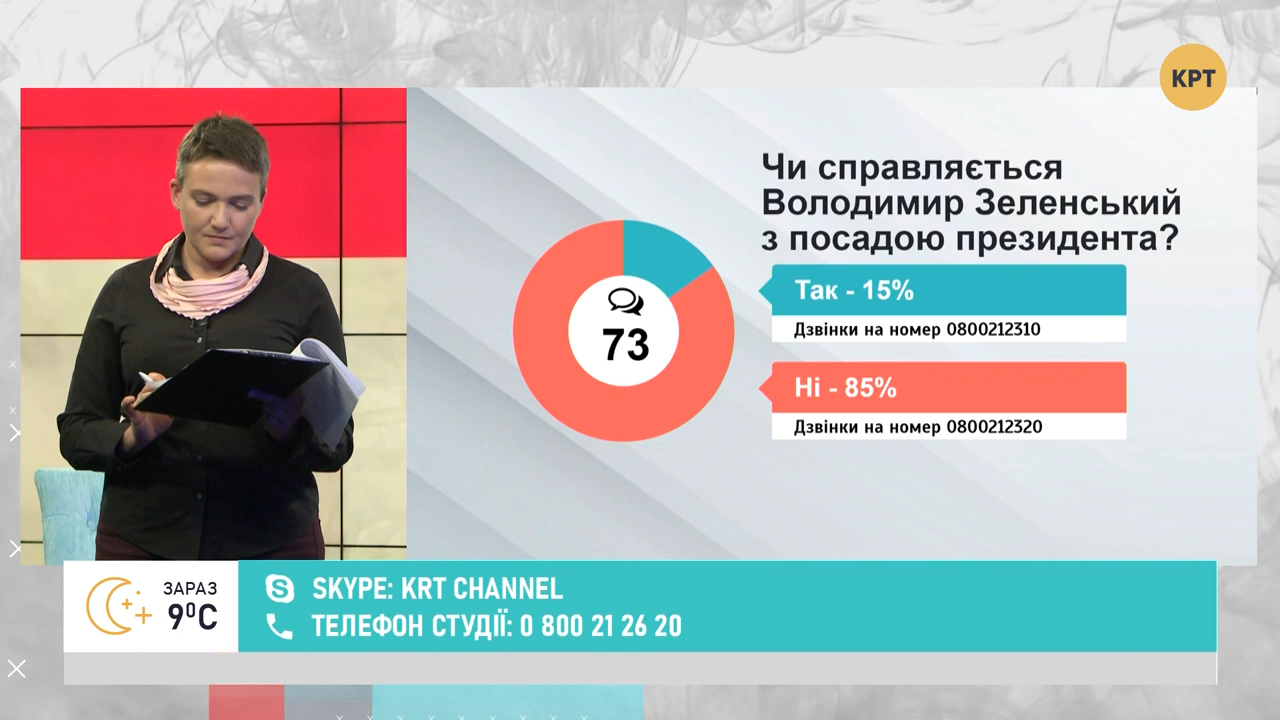 КРТ
Чи справляється
Володимир Зеленський
з посадою президента?
73
Так - 15%
Дзвінки на номер 0800212310
Ні - 85%
Дзвінки на номер 0800212320
ЗАРАЗ
9⁰C
SKYPE: KRT CHANNEL
ТЕЛЕФОН СТУДІЇ: 0 800 21 26 20